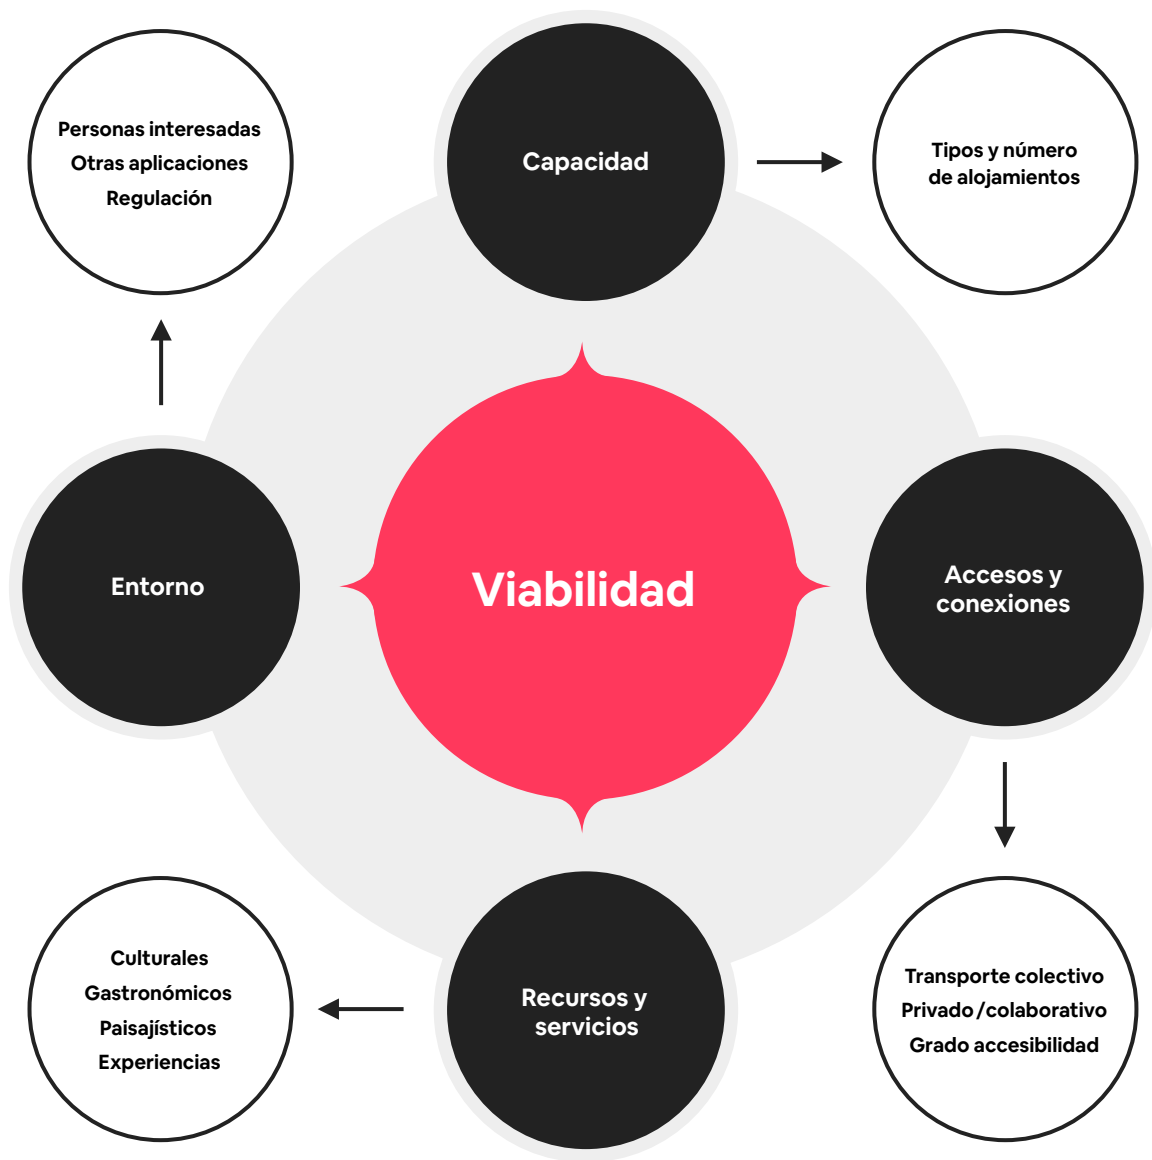 Personas interesadas
Otras aplicaciones
Regulación
Capacidad
Tipos y número
de alojamientos
Entorno
Viabilidad
Accesos y
conexiones
Culturales
Gastronómicos
Paisajísticos
Experiencias
Recursos y
servicios
Transporte colectivo
Privado /colaborativo
Grado accesibilidad